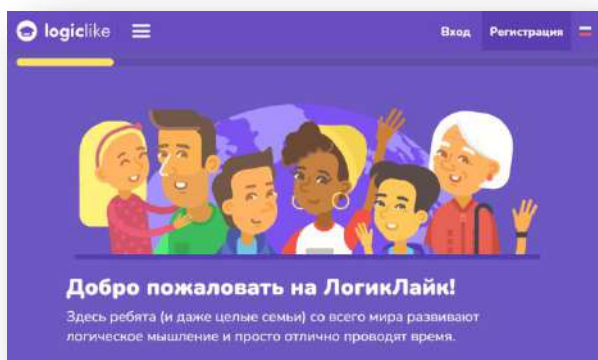 logiclike
Вход
Регистрация
Добро пожаловать на ЛогикЛайк!
Здесь ребята (и даже целые семьи) со всего мира развивают
логическое мышление и просто отлично проводят время.